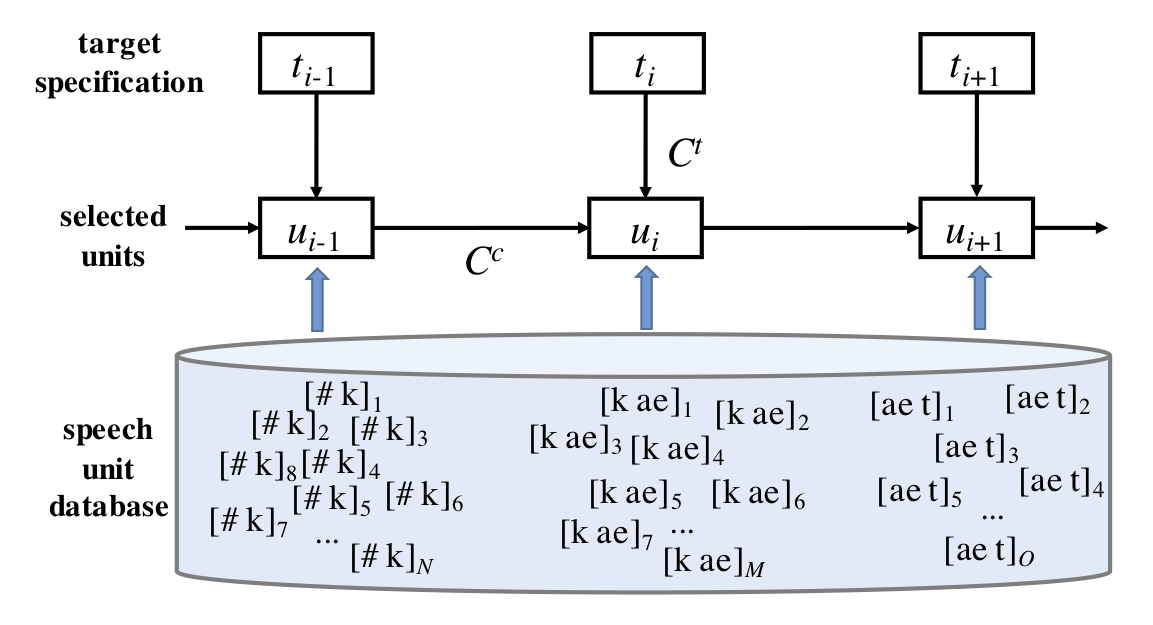 target
specification
t_{i-1}
t_i
t_{i+1}
C^t
selected
units
u_{i-1}
u_i
u_{i+1}
C^c
speech
unit
database
[# k]_1
[# k]_2 [# k]_3
[# k]_8 [# k]_4
[# k]_5 [# k]_6
[# k]_7
...
[# k]_N
[k ae]_1 [k ae]_2
[k ae]_3 [k ae]_4
[k ae]_5 [k ae]_6
[k ae]_7 ...
[k ae]_M
[ae t]_1 [ae t]_2
[ae t]_3
[ae t]_5 [ae t]_4
...
[ae t]_O